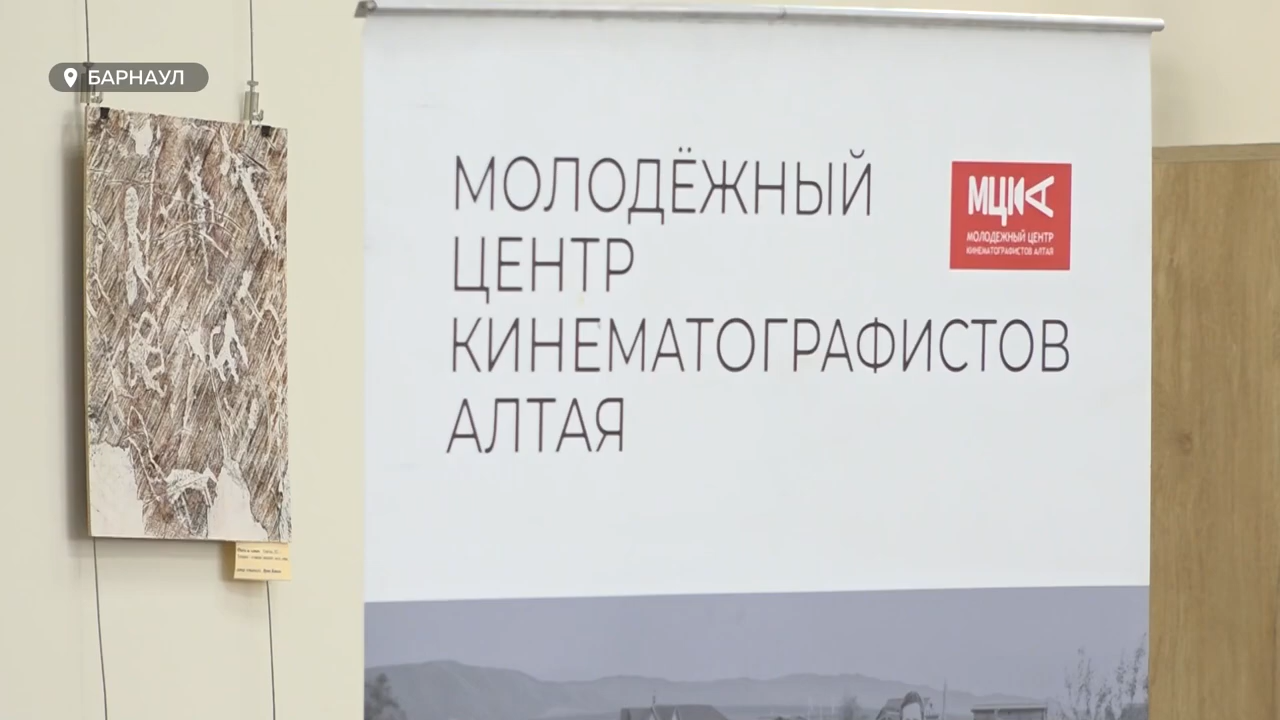 БАРНАУЛ
МОЛОДЁЖНЫЙ
ЦЕНТР
КИНЕМАТОГРАФИСТОВ
АЛТАЯ
МЦКА
МОЛОДЕЖНЫЙ ЦЕНТР
КИНЕМАТОГРАФИСТОВ АЛТАЯ